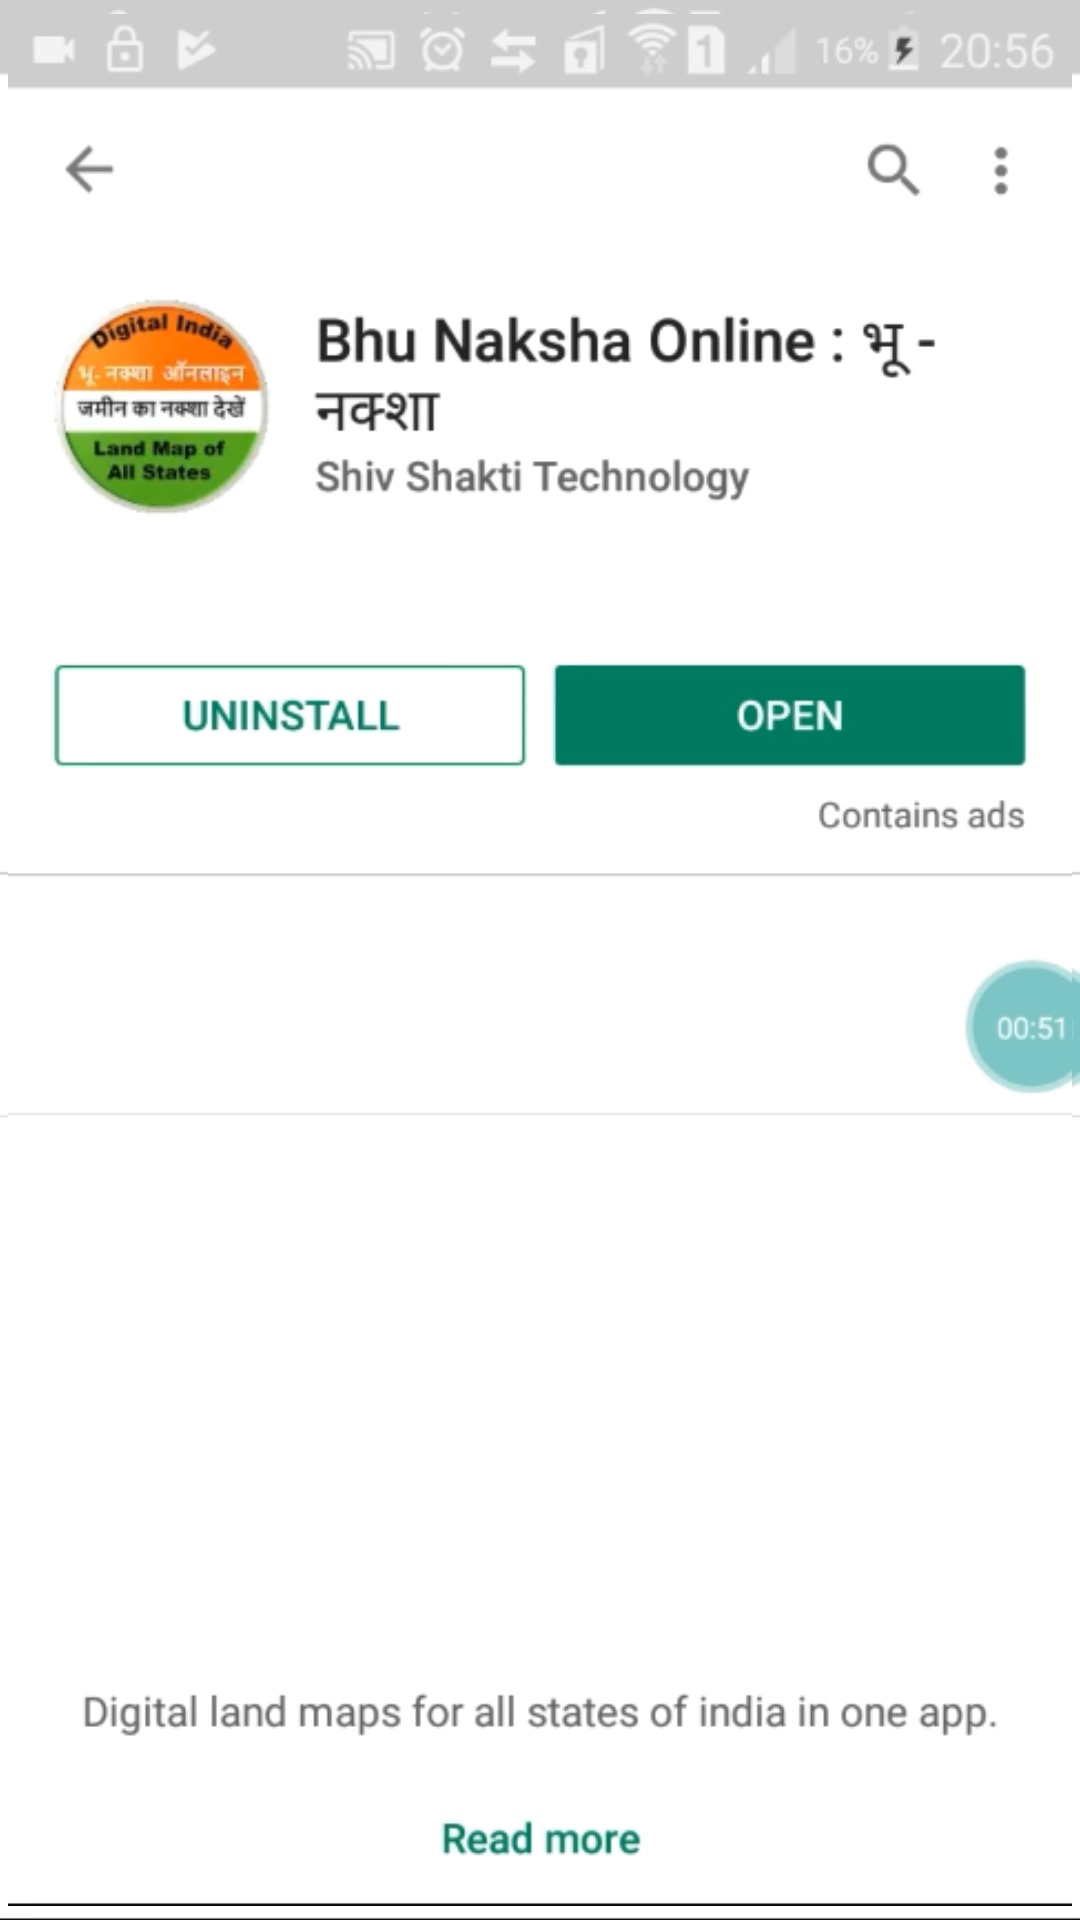 1 16% 20:56
Digital India
भू- नक्शा ऑनलाइन
जमीन का नक्शा देखें
Land Map of
All States
Bhu Naksha Online : भू -
नक्शा
Shiv Shakti Technology
UNINSTALL OPEN
Contains ads
00:51
Digital land maps for all states of india in one app.
Read more